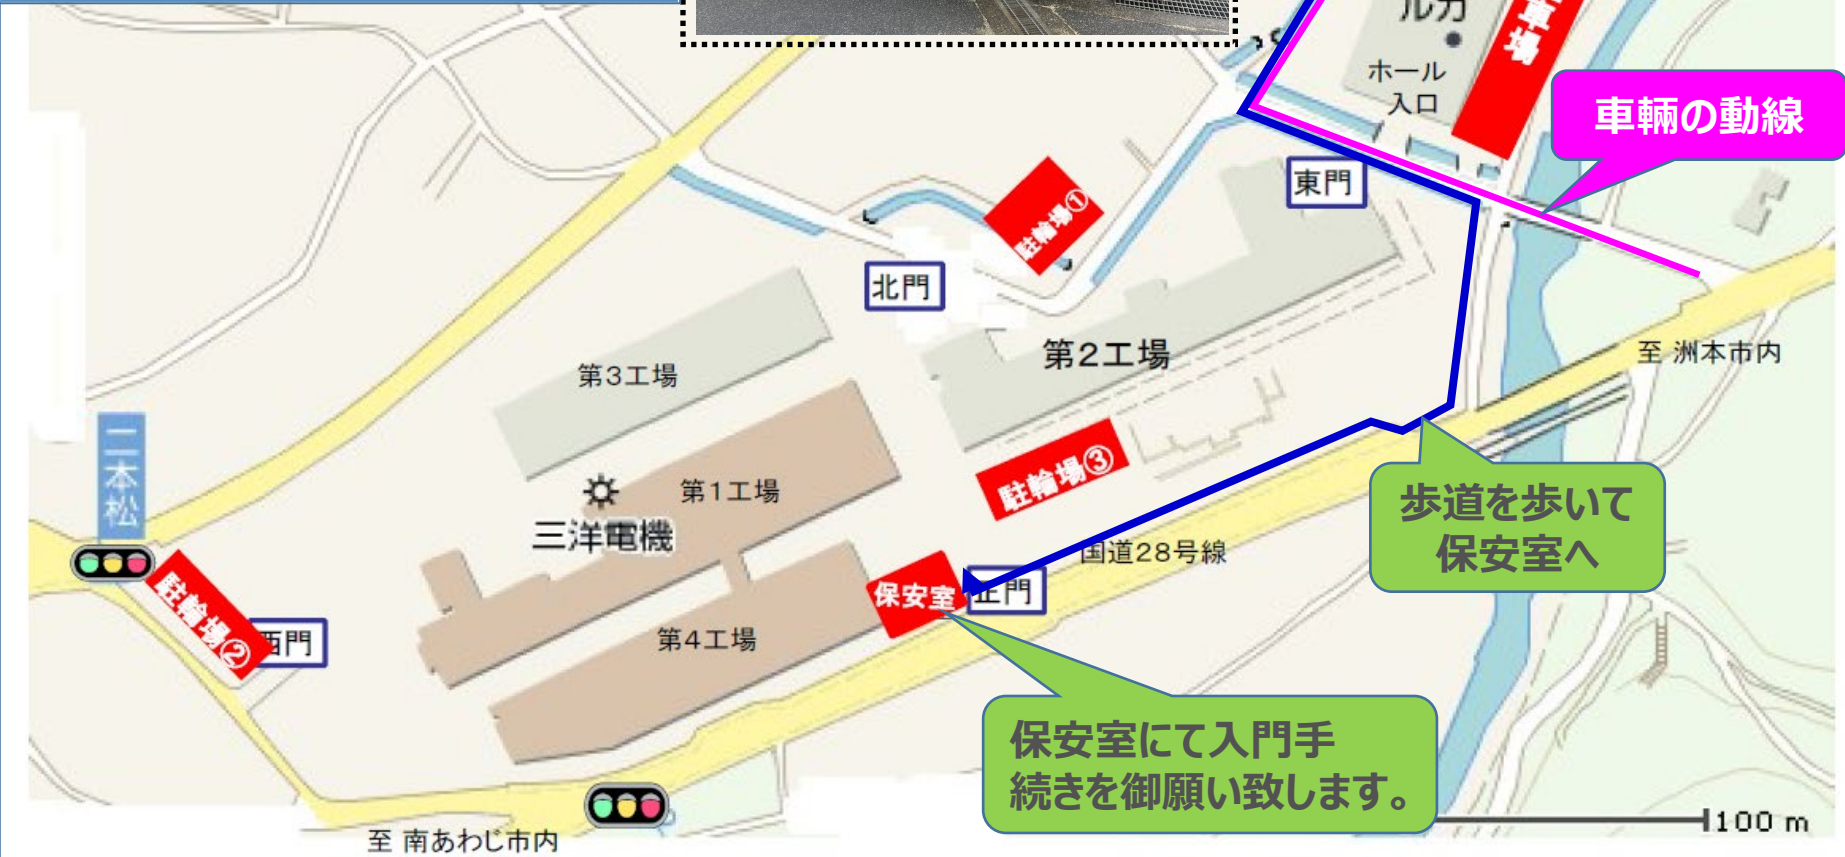 ルカ
車場
ホール
入口
車輌の動線
東門
駐輪場①
北門
第2工場
至 洲本市内
第3工場
二本松
駐輪場③
第1工場
三洋電機
歩道を歩いて
保安室へ
国道28号線
保安室
正門
駐輪場②
西門
第4工場
保安室にて入門手
続きを御願い致します。
100 m
至 南あわじ市内